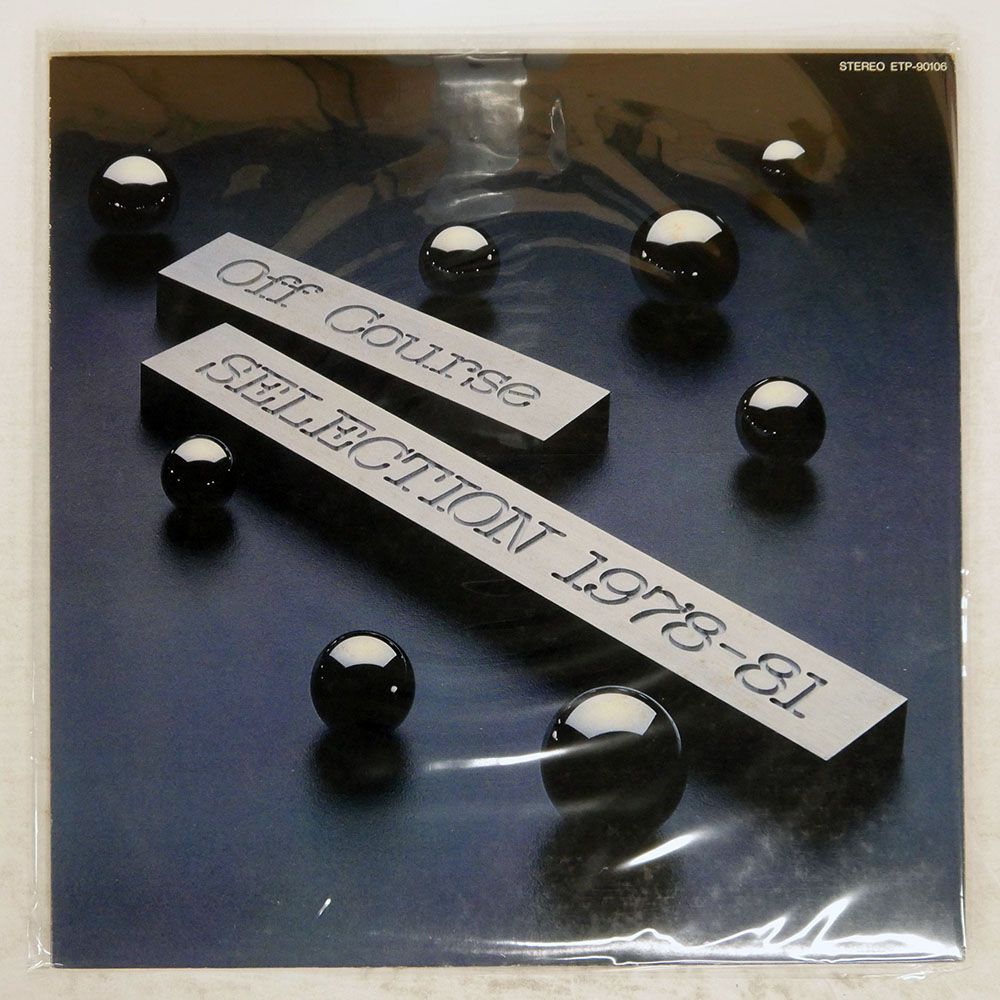 STEREO ETP-90106
Off Course
SELECTION 1978-81